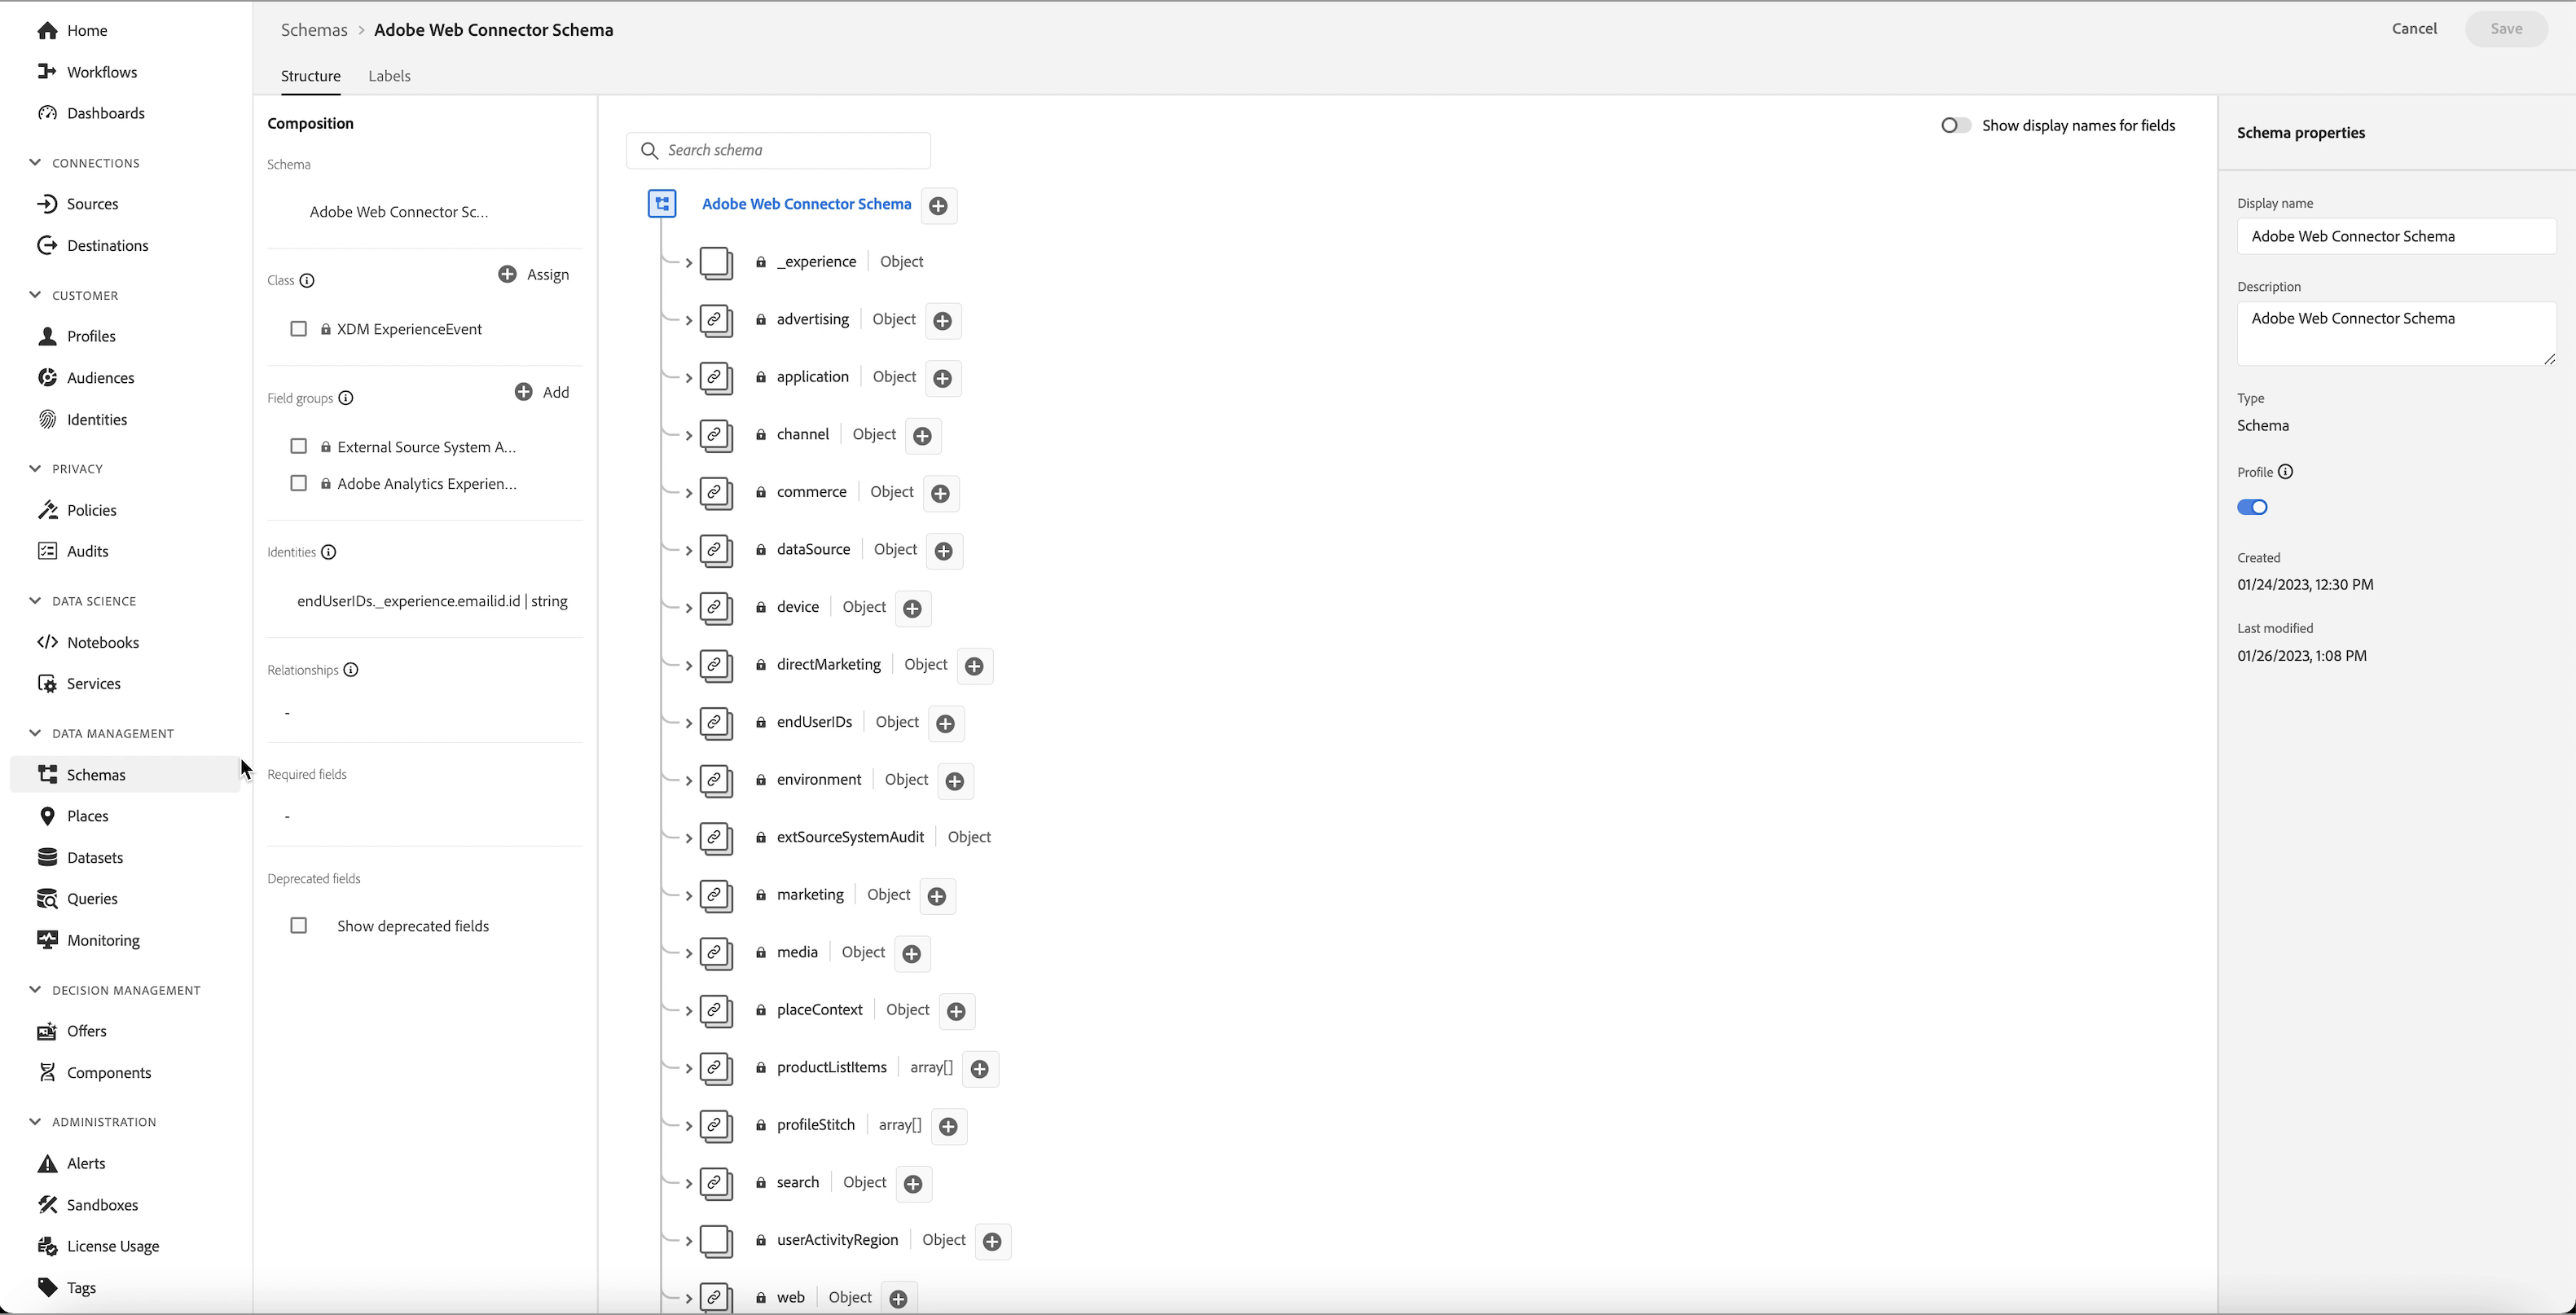 Home
Workflows
Dashboards
CONNECTIONS
Sources
Destinations
CUSTOMER
Profiles
Audiences
Identities
PRIVACY
Policies
Audits
DATA SCIENCE
Notebooks
Services
DATA MANAGEMENT
Schemas
Places
Datasets
Queries
Monitoring
DECISION MANAGEMENT
Offers
Components
ADMINISTRATION
Alerts
Sandboxes
License Usage
Tags
Schemas > Adobe Web Connector Schema
Cancel
Save
Structure
Labels
Composition
Schema
Adobe Web Connector Sc...
Class
Assign
XDM ExperienceEvent
Field groups
Add
External Source System A...
Adobe Analytics Experien...
Identities
endUserIDs._experience.emailid.id | string
Relationships
-
Required fields
-
Deprecated fields
Show deprecated fields
Search schema
Show display names for fields
Adobe Web Connector Schema
_experience | Object
advertising | Object
application | Object
channel | Object
commerce | Object
dataSource | Object
device | Object
directMarketing | Object
endUserIDs | Object
environment | Object
extSourceSystemAudit | Object
marketing | Object
media | Object
placeContext | Object
productListItems | array[]
profileStitch | array[]
search | Object
userActivityRegion | Object
web | Object
Schema properties
Display name
Adobe Web Connector Schema
Description
Adobe Web Connector Schema
Type
Schema
Profile
Created
01/24/2023, 12:30 PM
Last modified
01/26/2023, 1:08 PM